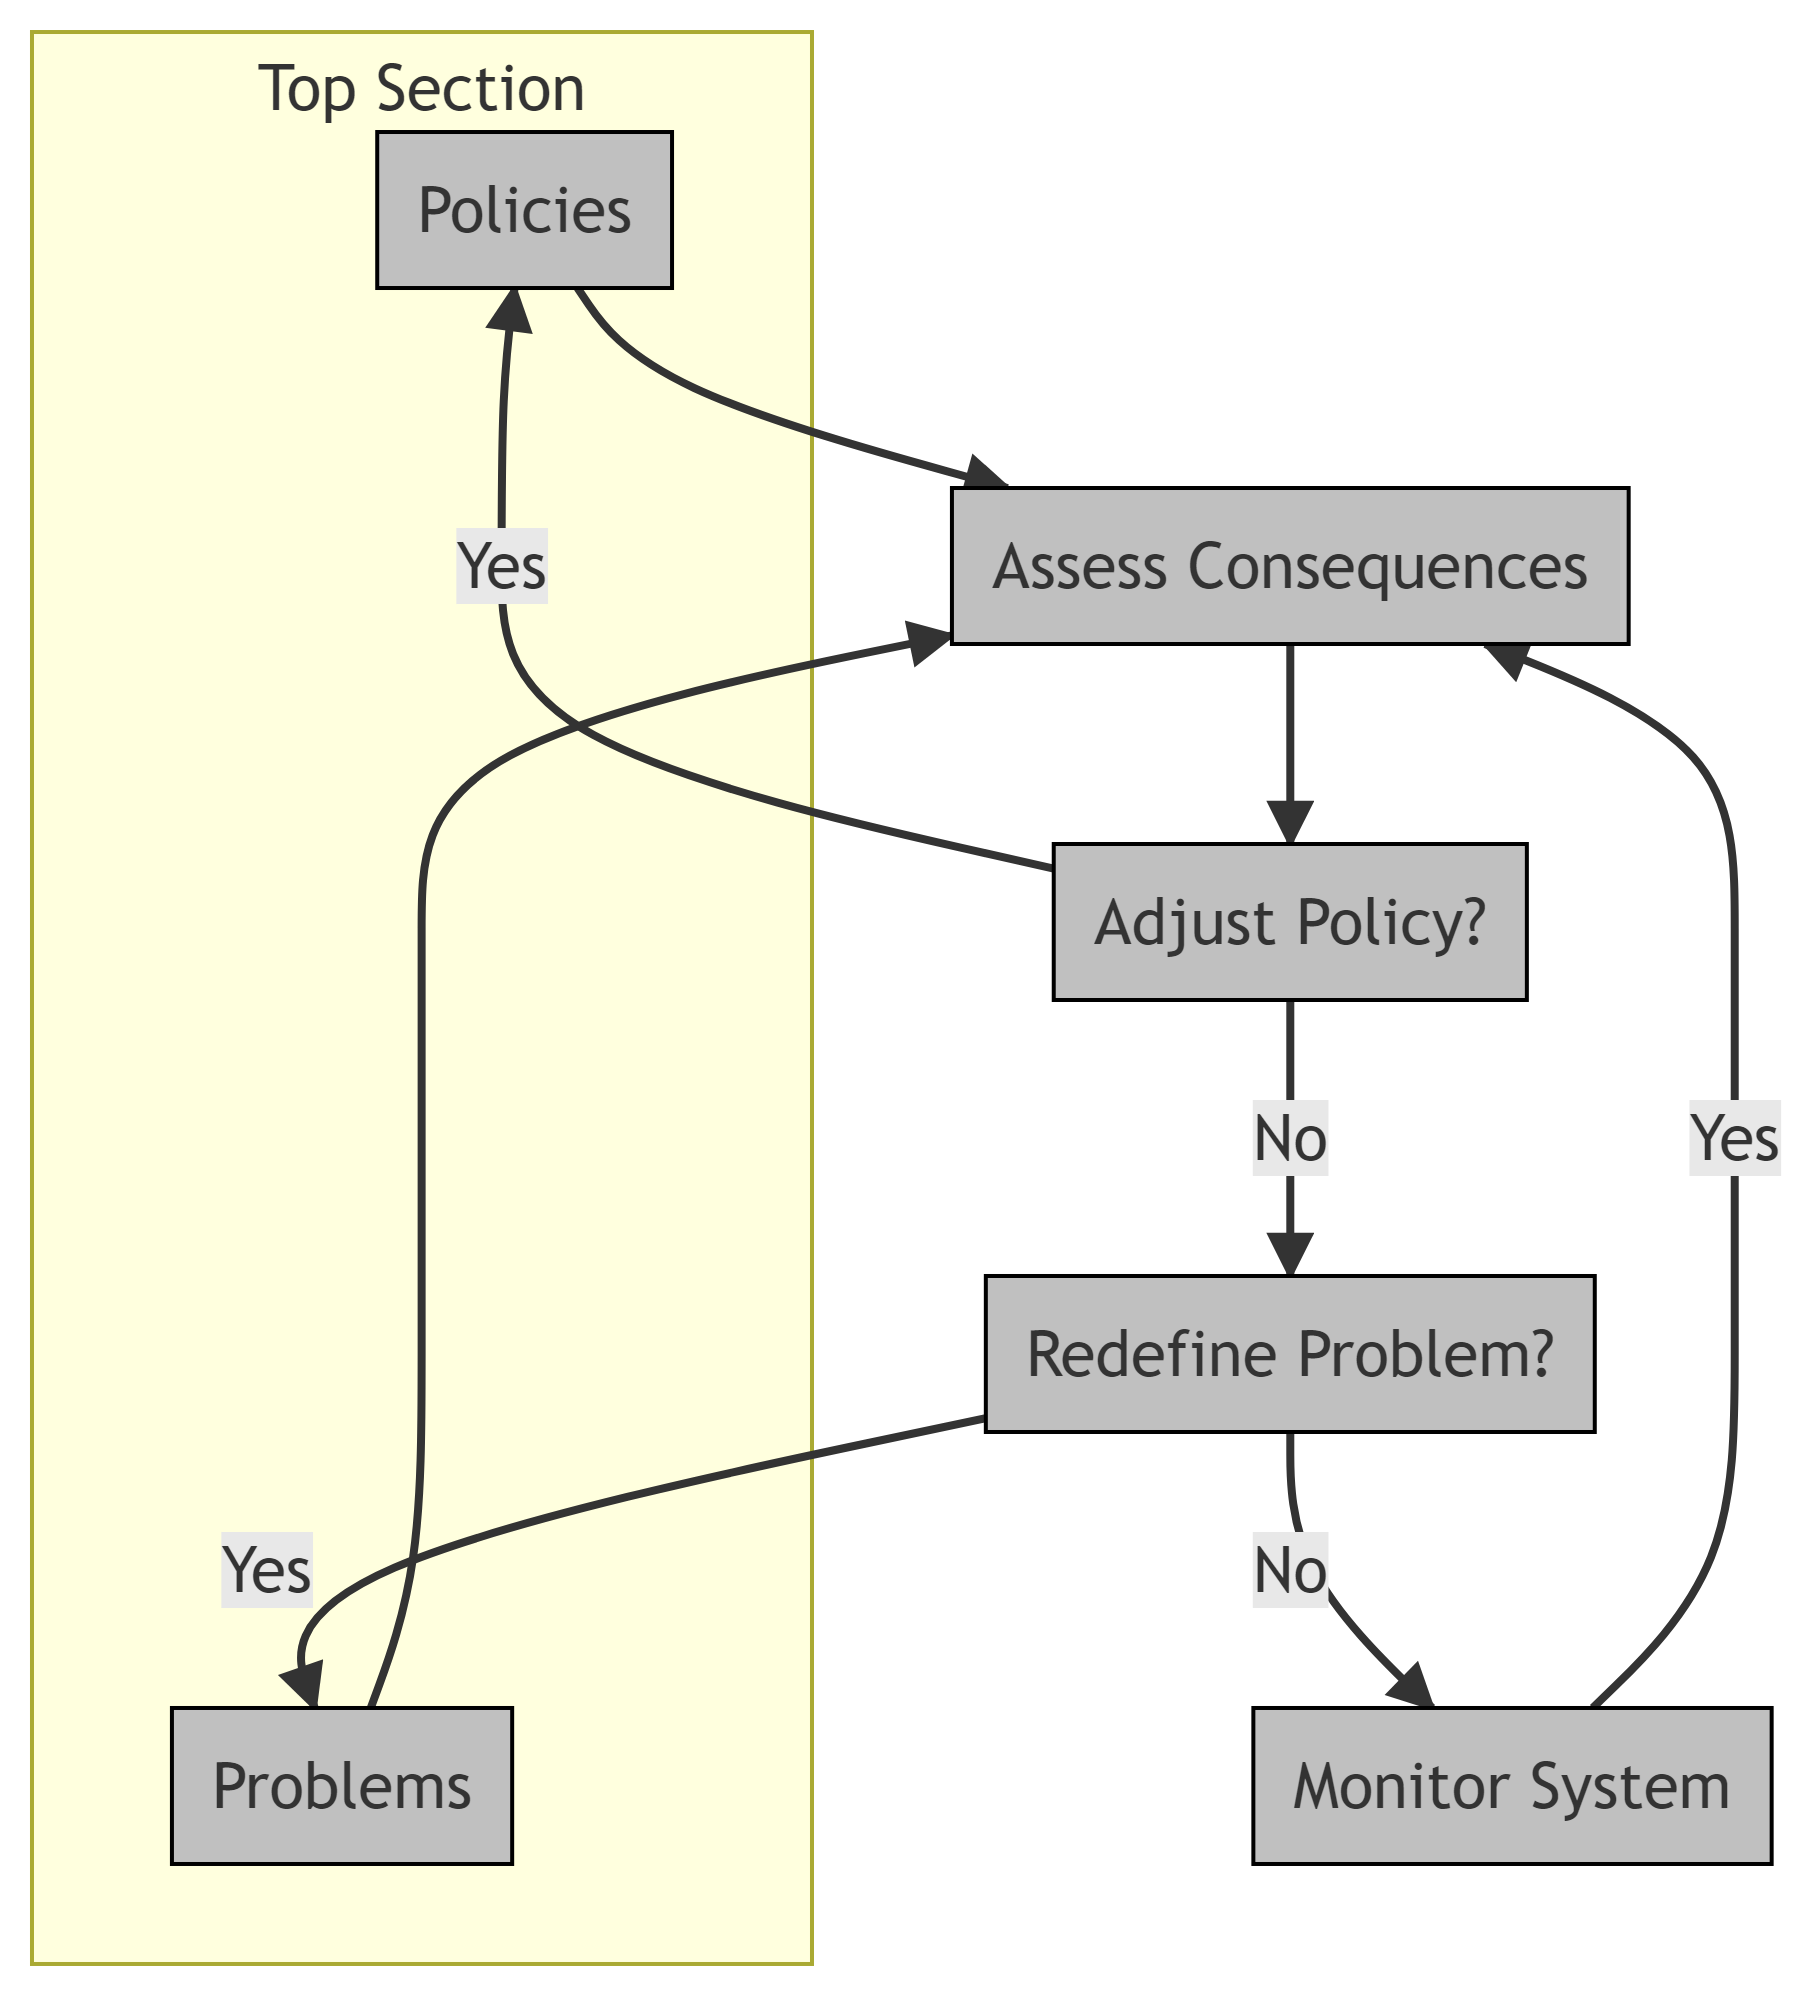 Top Section
Policies
Yes
Assess Consequences
Adjust Policy?
No
Yes
Redefine Problem?
Yes
No
Problems
Monitor System